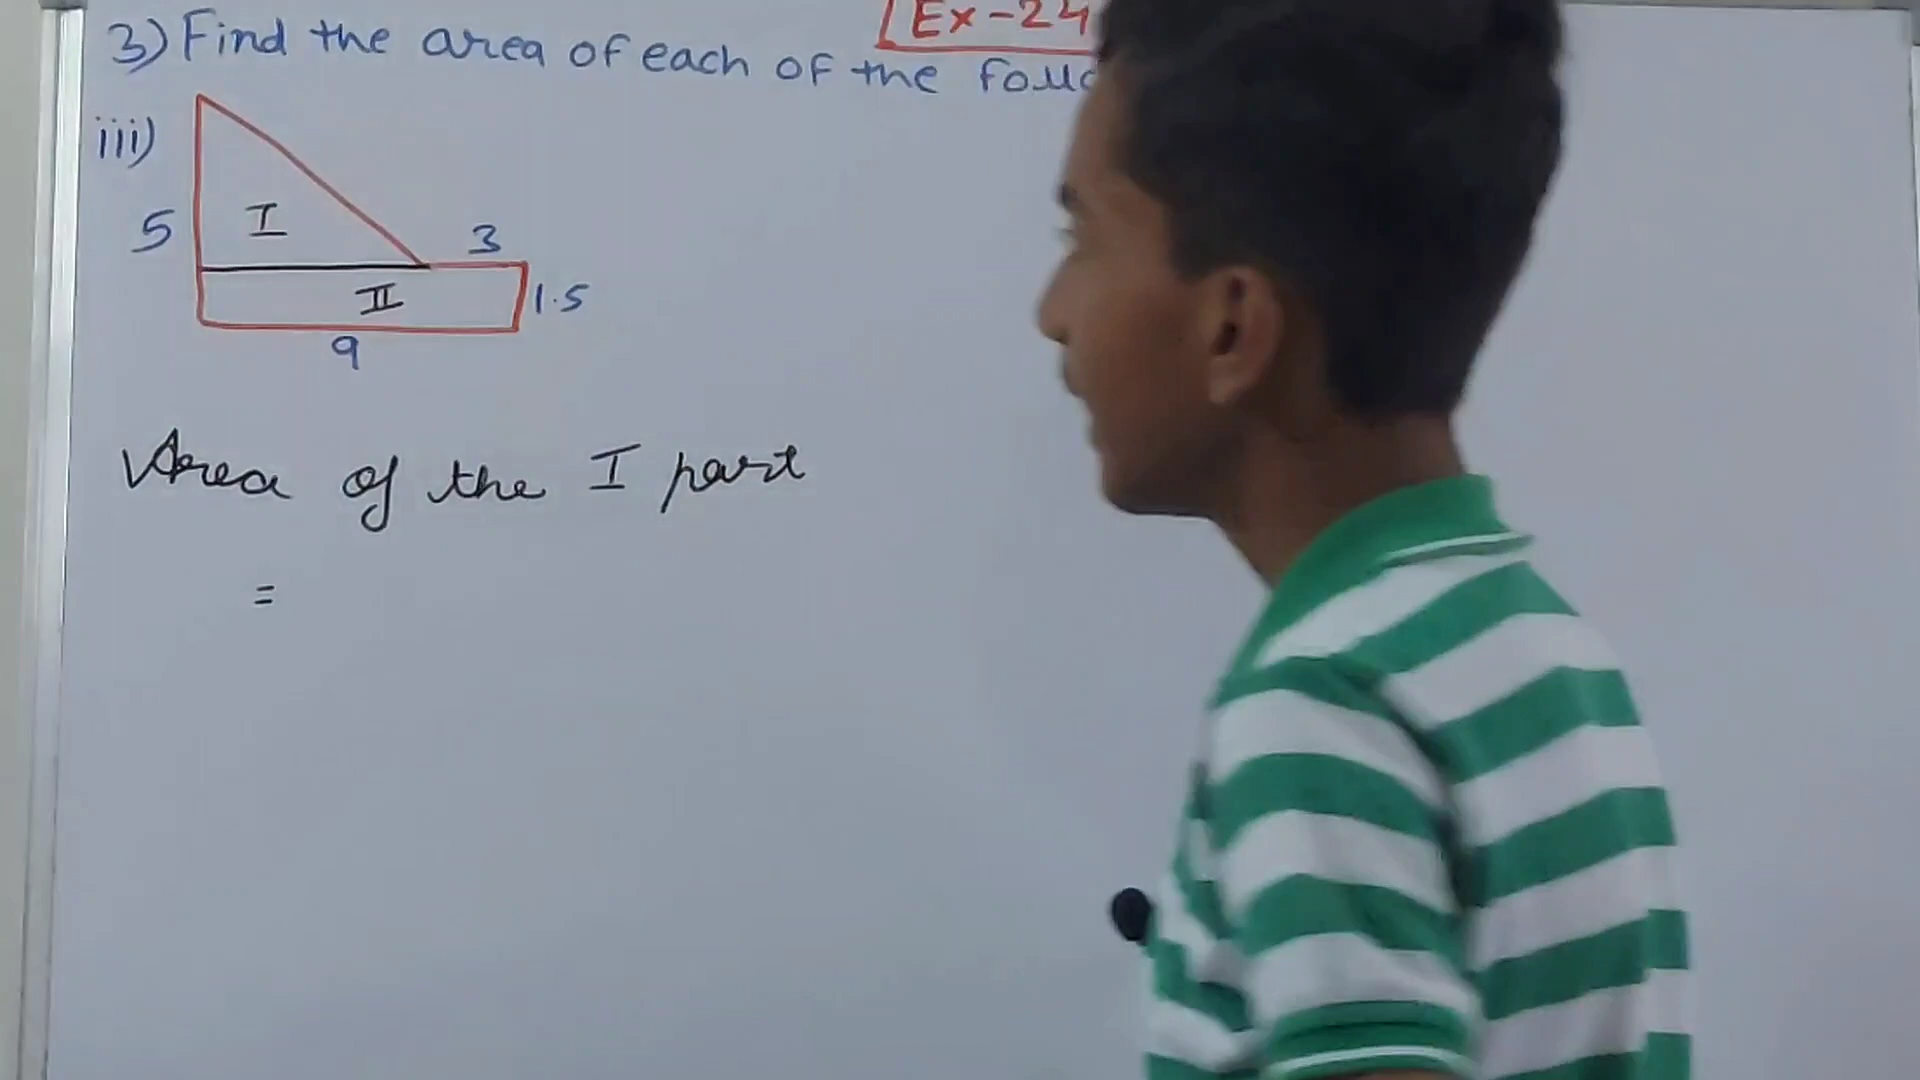 Ex-24
3) Find the area of each of the
iii)
I
5
3
II
1.5
9
Area of the I part
=